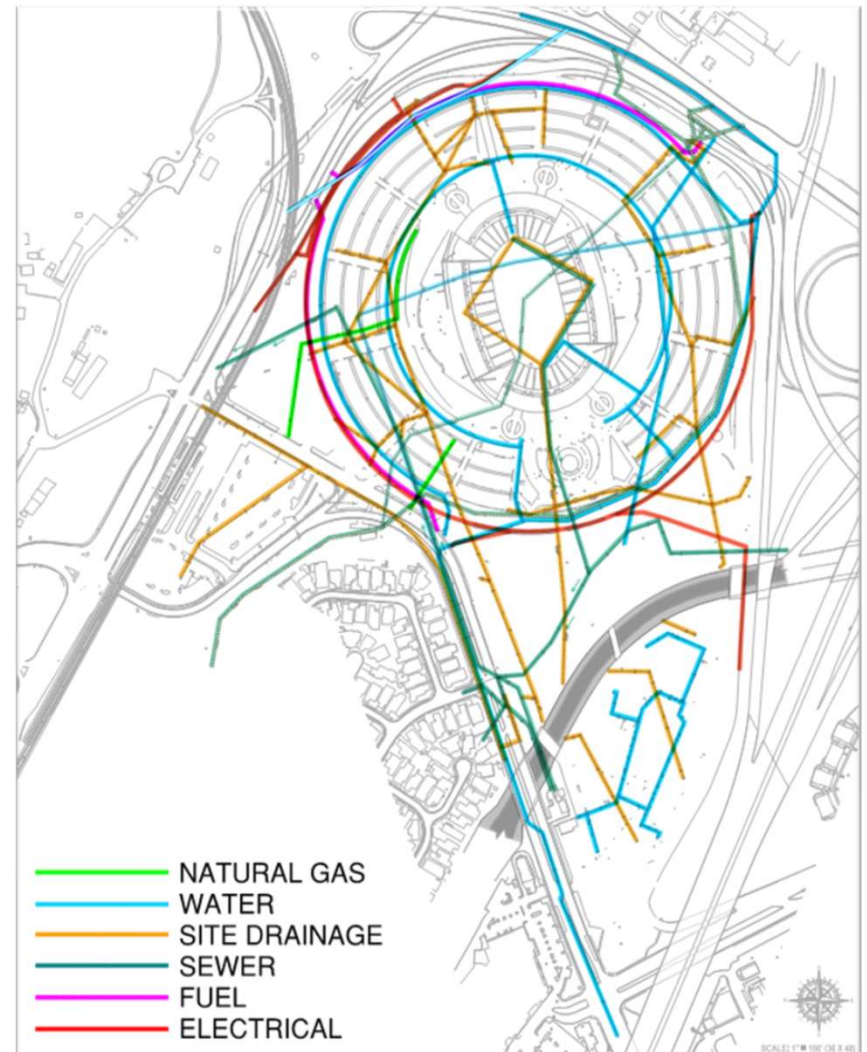 NATURAL GAS
WATER
SITE DRAINAGE
SEWER
FUEL
ELECTRICAL